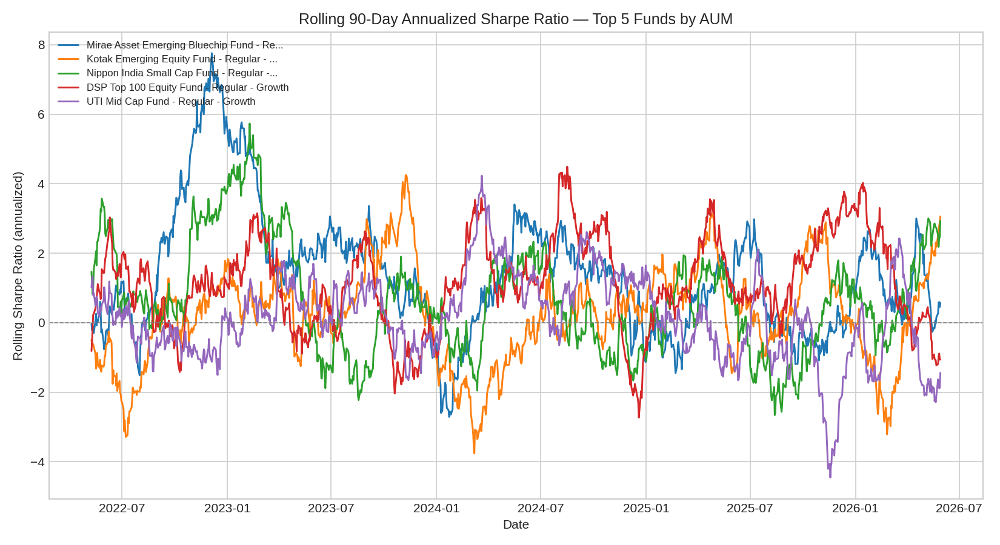 Rolling 90-Day Annualized Sharpe Ratio — Top 5 Funds by AUM
Mirae Asset Emerging Bluechip Fund - Re...
Kotak Emerging Equity Fund - Regular - ...
Nippon India Small Cap Fund - Regular -...
DSP Top 100 Equity Fund - Regular - Growth
UTI Mid Cap Fund - Regular - Growth
Rolling Sharpe Ratio (annualized)
8
6
4
2
0
−2
−4
2022-07
2023-01
2023-07
2024-01
2024-07
2025-01
2025-07
2026-01
2026-07
Date